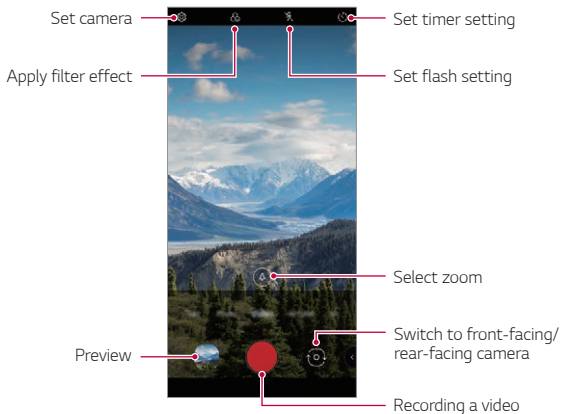 Set camera
Set timer setting
Apply filter effect
Set flash setting
Select zoom
Switch to front-facing/
rear-facing camera
Preview
Recording a video